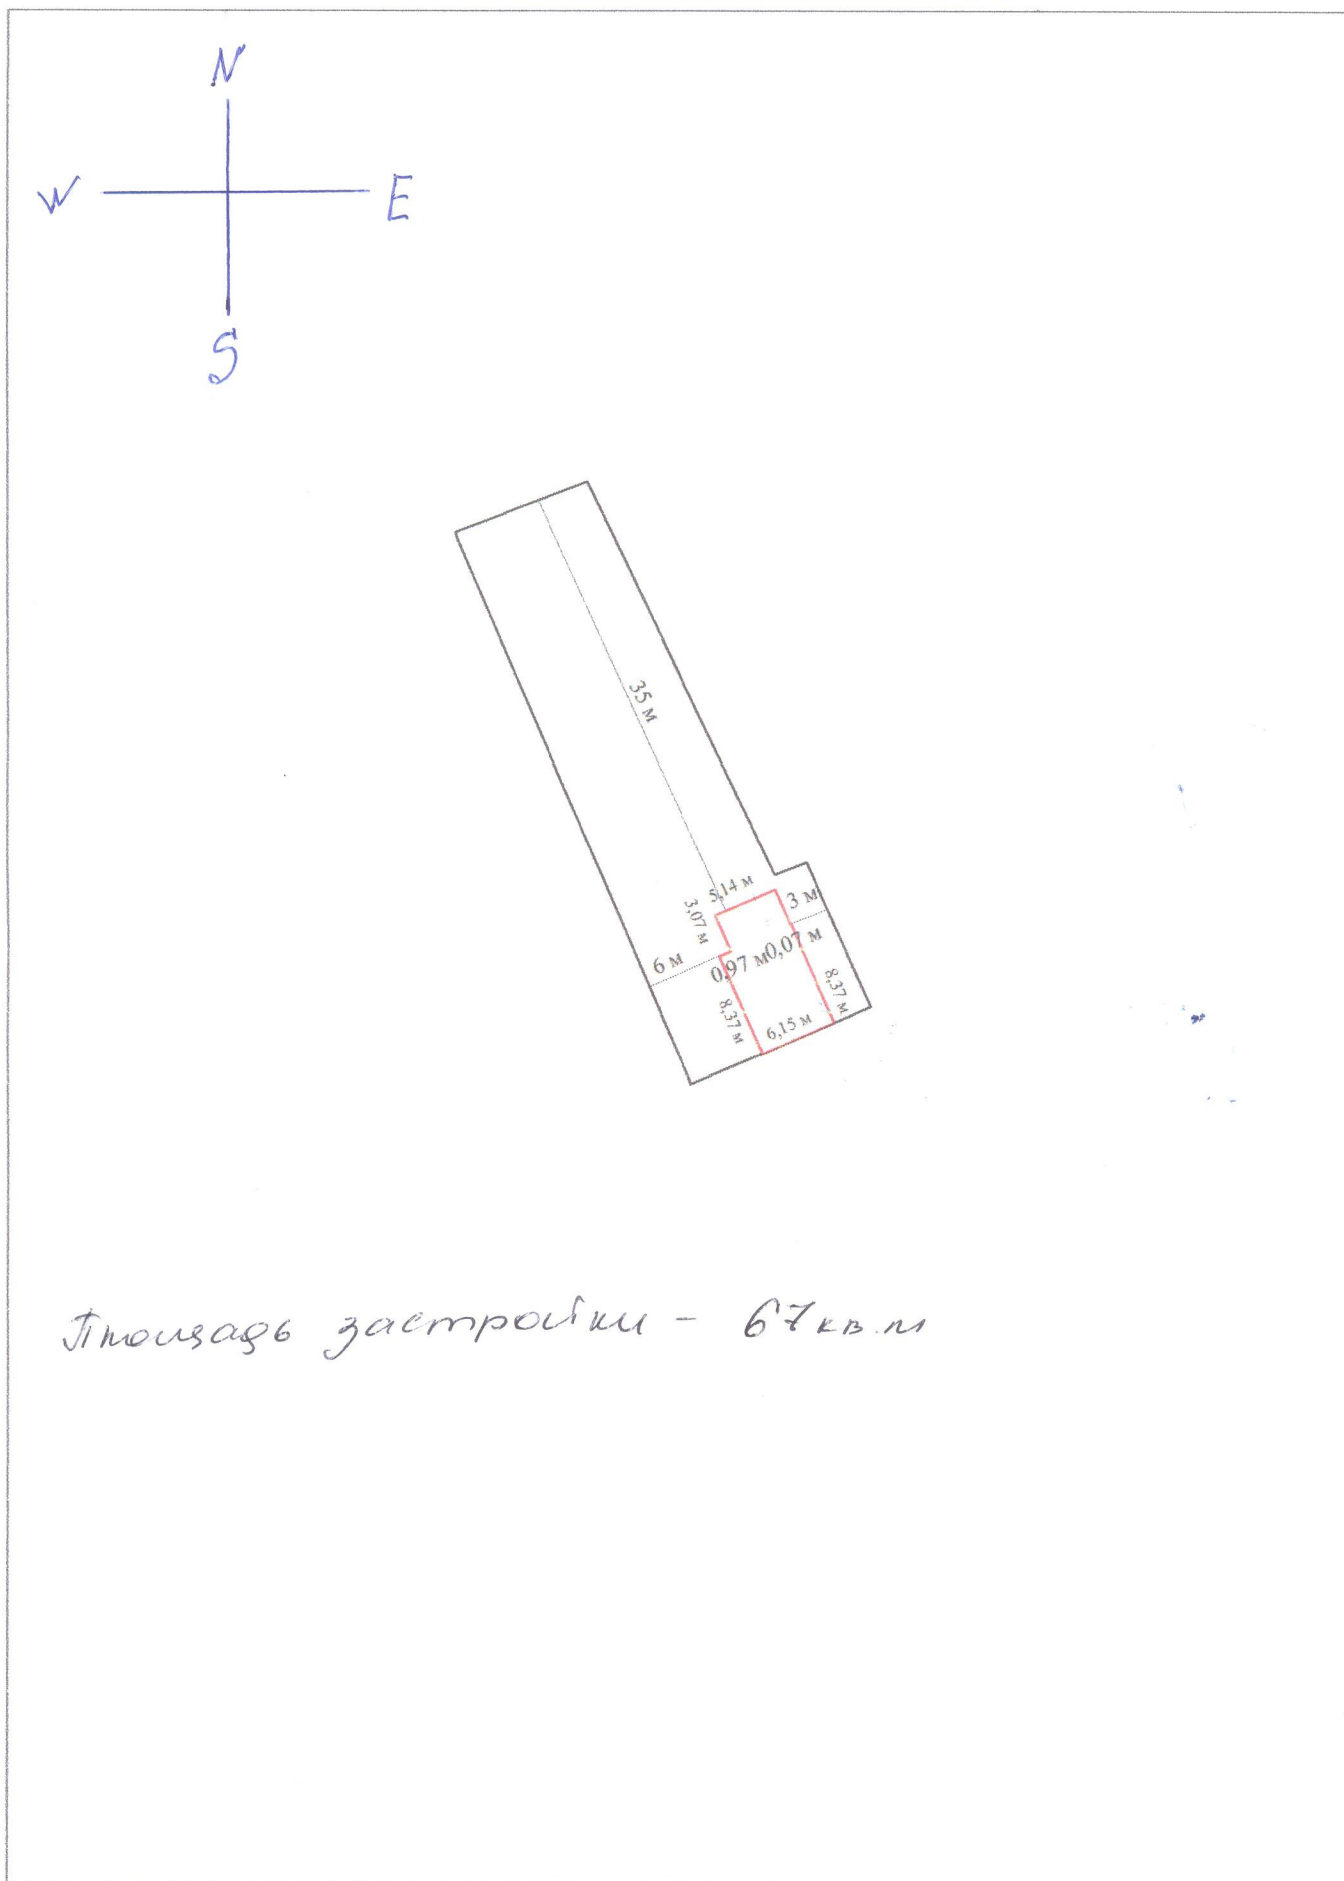 N
W E
S
35 м
5,14 м
3,07 м
3 м
6 м
0,97 м
0,07 м
8,37 м
8,37 м
6,15 м
Площадь застройки - 67 кв.м